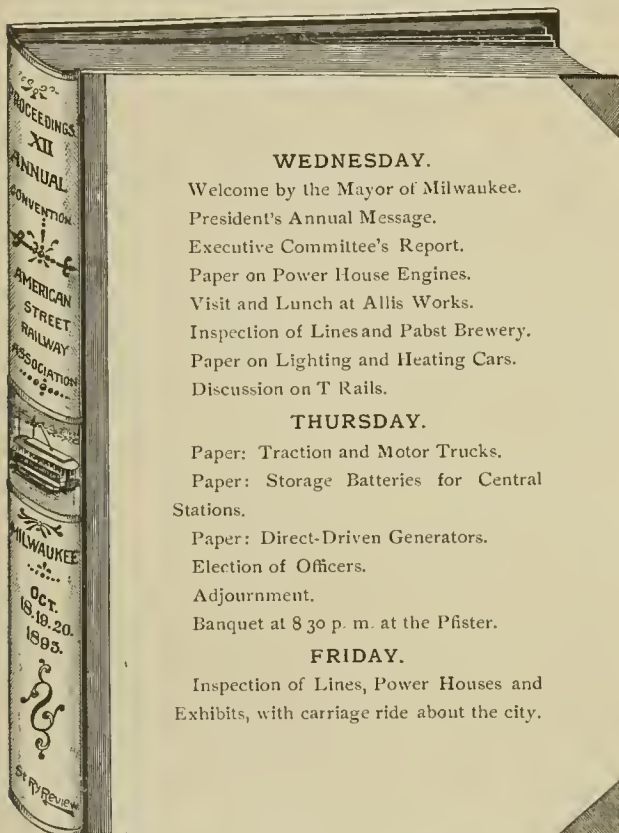 PROCEEDINGS
XII
ANNUAL
CONVENTION
AMERICAN
STREET
RAILWAY
ASSOCIATION
MILWAUKEE
OCT.
18.19.20.
1893.
St Ry Review
WEDNESDAY.
Welcome by the Mayor of Milwaukee.
President's Annual Message.
Executive Committee's Report.
Paper on Power House Engines.
Visit and Lunch at Allis Works.
Inspection of Lines and Pabst Brewery.
Paper on Lighting and Heating Cars.
Discussion on T Rails.
THURSDAY.
Paper: Traction and Motor Trucks.
Paper: Storage Batteries for Central
Stations.
Paper: Direct-Driven Generators.
Election of Officers.
Adjournment.
Banquet at 8 30 p. m. at the Pfister.
FRIDAY.
Inspection of Lines, Power Houses and
Exhibits, with carriage ride about the city.